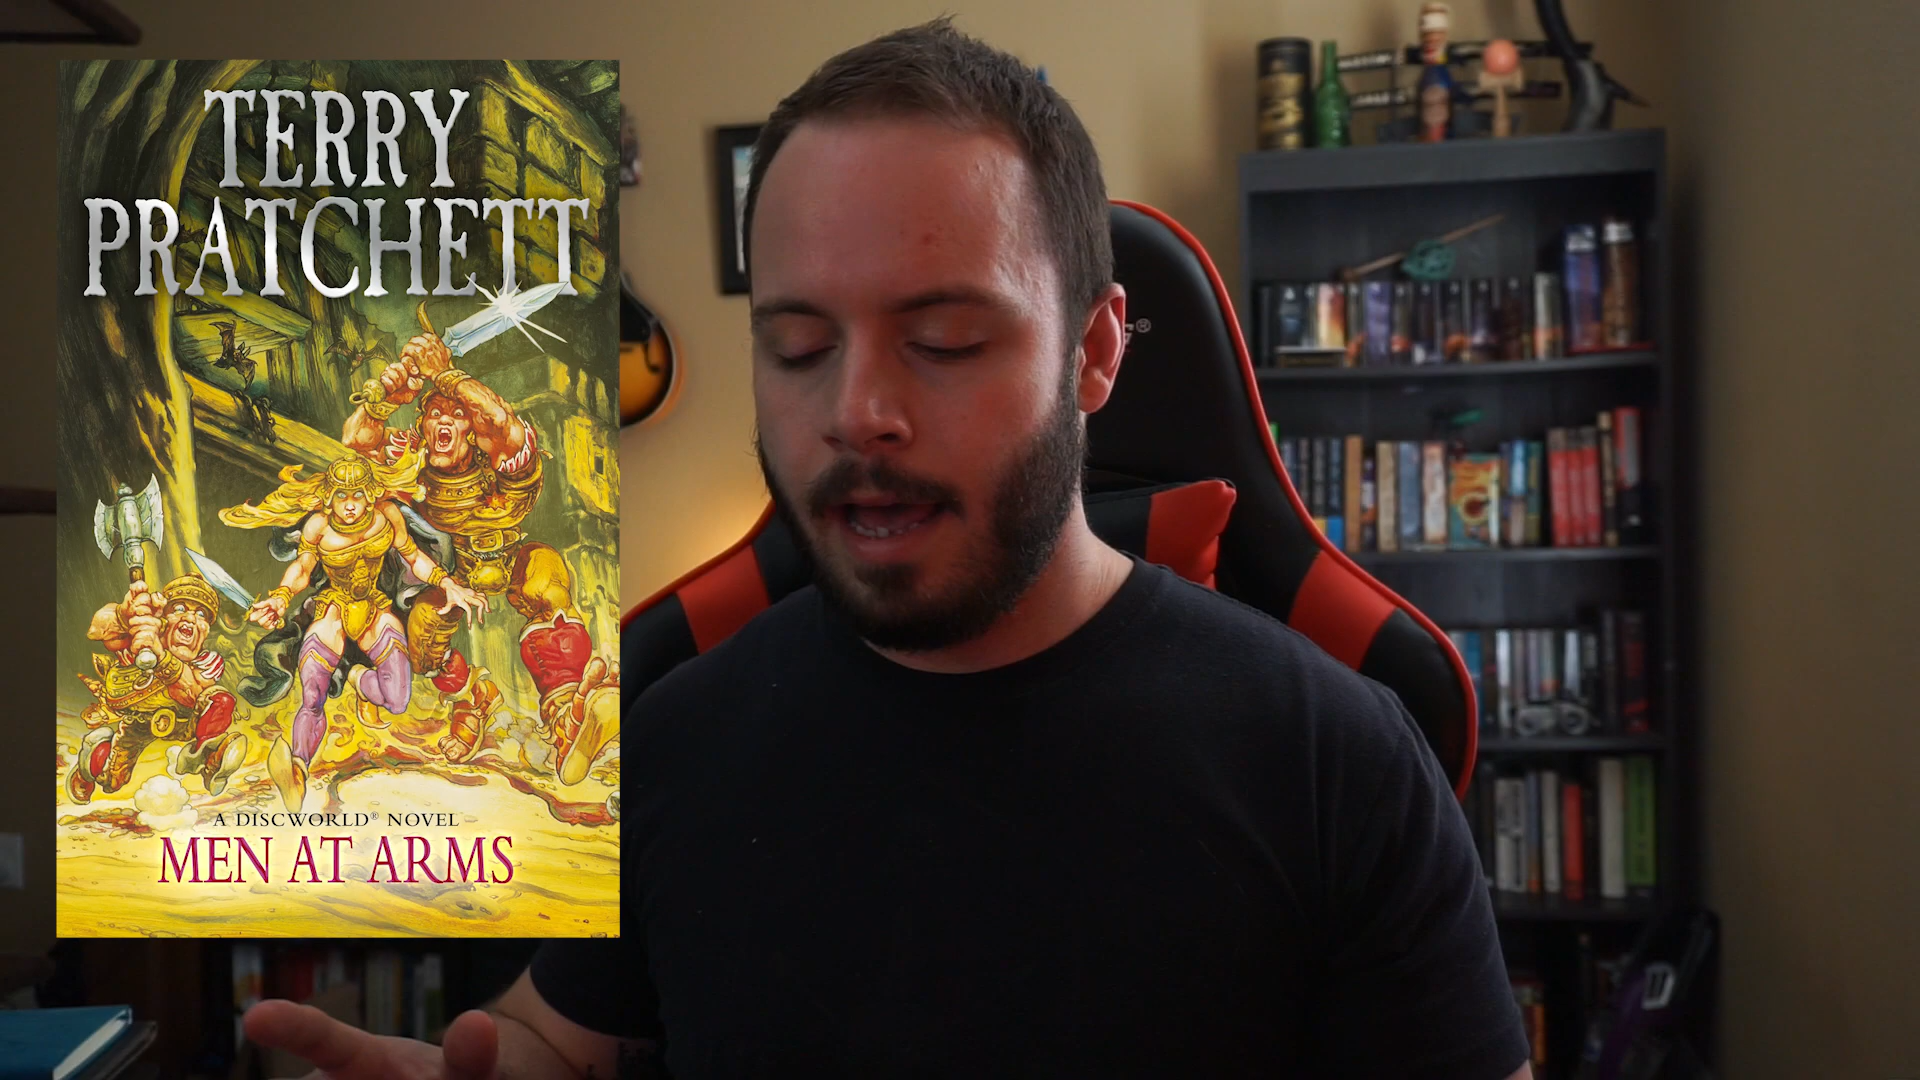 TERRY
PRATCHETT
A DISCWORLD® NOVEL
MEN AT ARMS